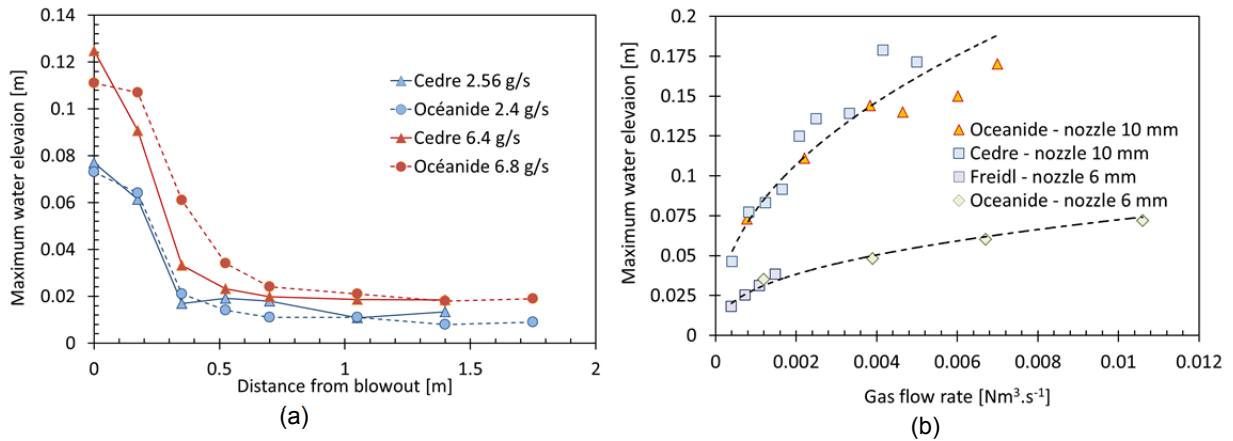 0.14
0.12
0.1
0.08
0.06
0.04
0.02
0
Maximum water elevation [m]
0
0.5
1
1.5
2
Distance from blowout [m]
Cedre 2.56 g/s
Océanide 2.4 g/s
Cedre 6.4 g/s
Océanide 6.8 g/s
(a)
0.2
0.175
0.15
0.125
0.1
0.075
0.05
0.025
0
Maximum water elevaion [m]
0
0.002
0.004
0.006
0.008
0.01
0.012
Gas flow rate [Nm³.s⁻¹]
Oceanide - nozzle 10 mm
Cedre - nozzle 10 mm
Freidl - nozzle 6 mm
Oceanide - nozzle 6 mm
(b)